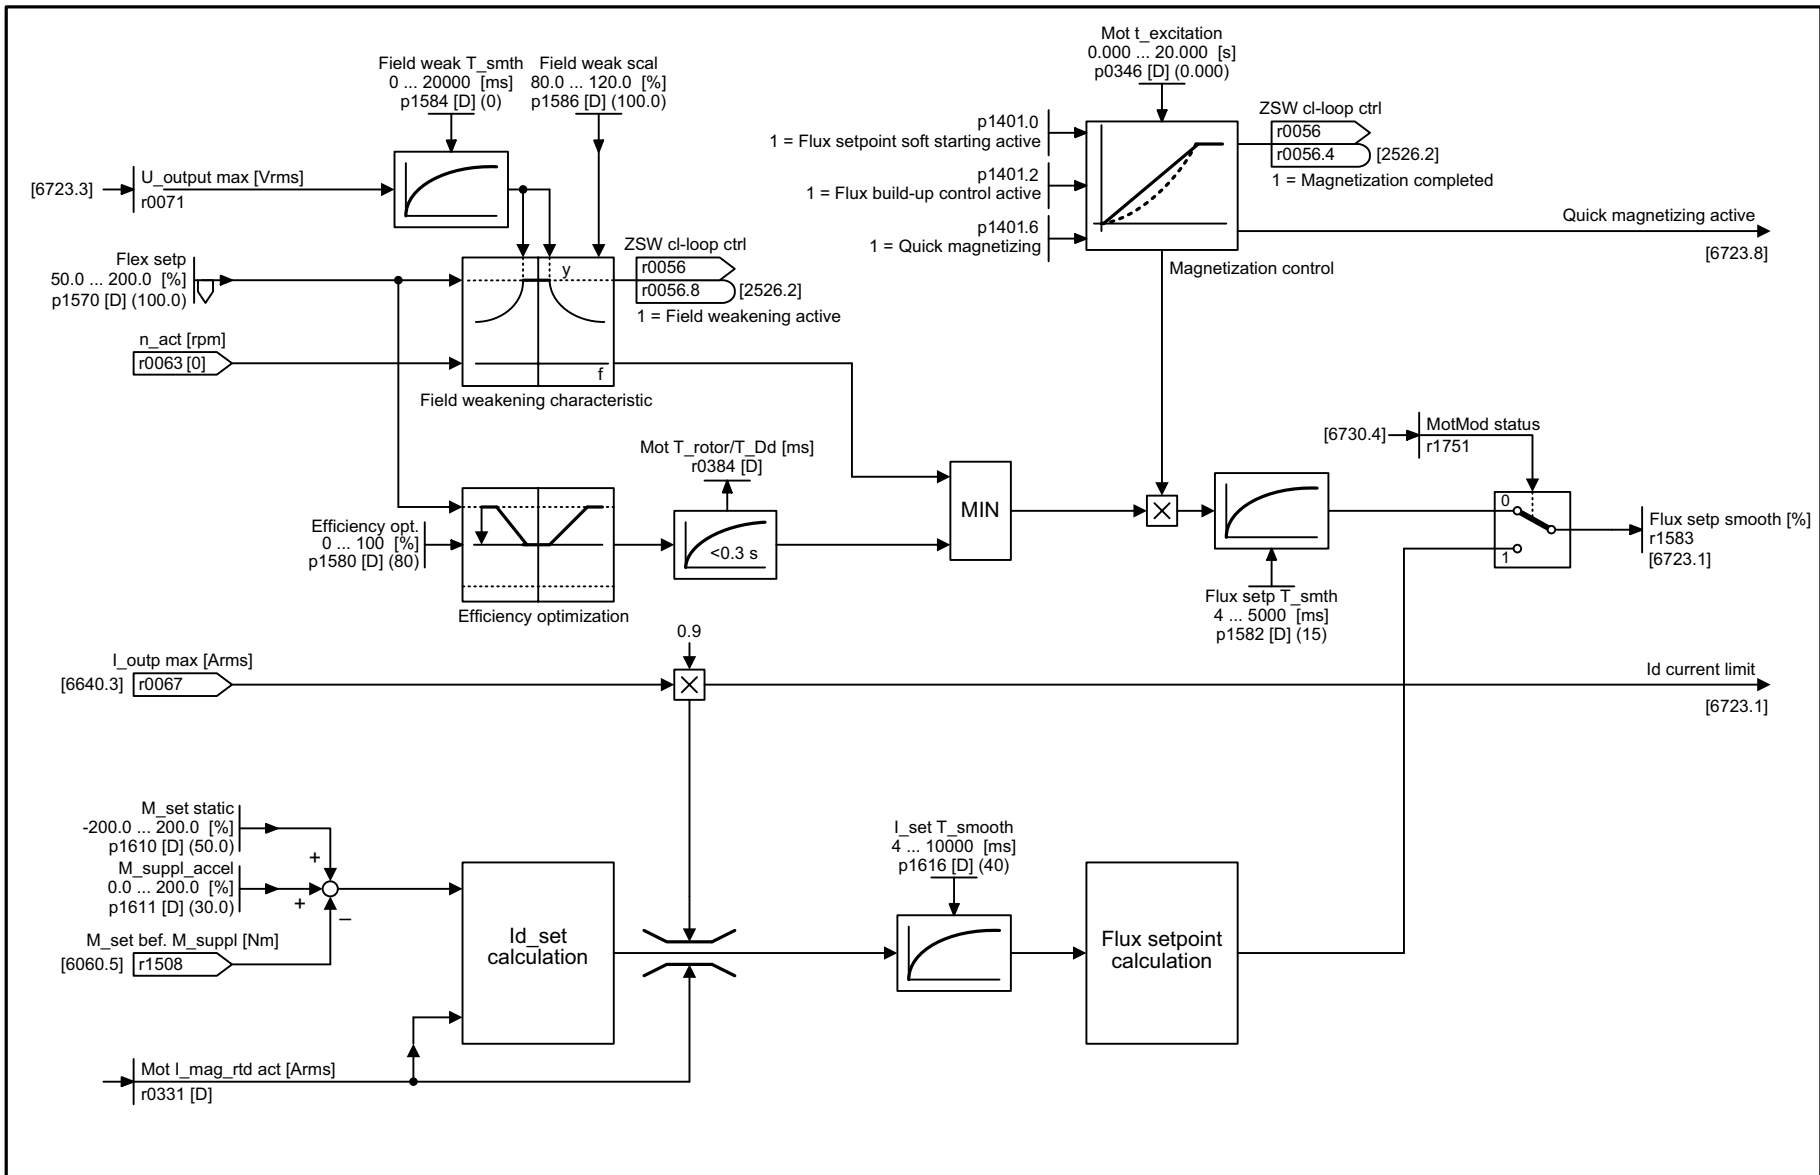 Mot t_excitation
0.000 ... 20.000 [s]
p0346 [D] (0.000)
Field weak T_smth
0 ... 20000 [ms]
p1584 [D] (0)
Field weak scal
80.0 ... 120.0 [%]
p1586 [D] (100.0)
p1401.0
1 = Flux setpoint soft starting active
p1401.2
1 = Flux build-up control active
p1401.6
1 = Quick magnetizing
ZSW cl-loop ctrl
r0056
r0056.4
[2526.2]
1 = Magnetization completed
Quick magnetizing active
[6723.8]
Magnetization control
[6723.3]
U_output max [Vrms]
r0071
Flex setp
50.0 ... 200.0 [%]
p1570 [D] (100.0)
ZSW cl-loop ctrl
r0056
r0056.8
[2526.2]
1 = Field weakening active
y
f
n_act [rpm]
r0063 [0]
Field weakening characteristic
Mot T_rotor/T_Dd [ms]
r0384 [D]
[6730.4]
MotMod status
r1751
Efficiency opt.
0 ... 100 [%]
p1580 [D] (80)
<0.3 s
MIN
0
1
Flux setp smooth [%]
r1583
[6723.1]
Efficiency optimization
Flux setp T_smth
4 ... 5000 [ms]
p1582 [D] (15)
0.9
I_outp max [Arms]
[6640.3]
r0067
Id current limit
[6723.1]
M_set static
-200.0 ... 200.0 [%]
p1610 [D] (50.0)
+
M_suppl_accel
0.0 ... 200.0 [%]
p1611 [D] (30.0)
+
–
M_set bef. M_suppl [Nm]
[6060.5]
r1508
Id_set
calculation
I_set T_smooth
4 ... 10000 [ms]
p1616 [D] (40)
Flux setpoint
calculation
Mot I_mag_rtd act [Arms]
r0331 [D]